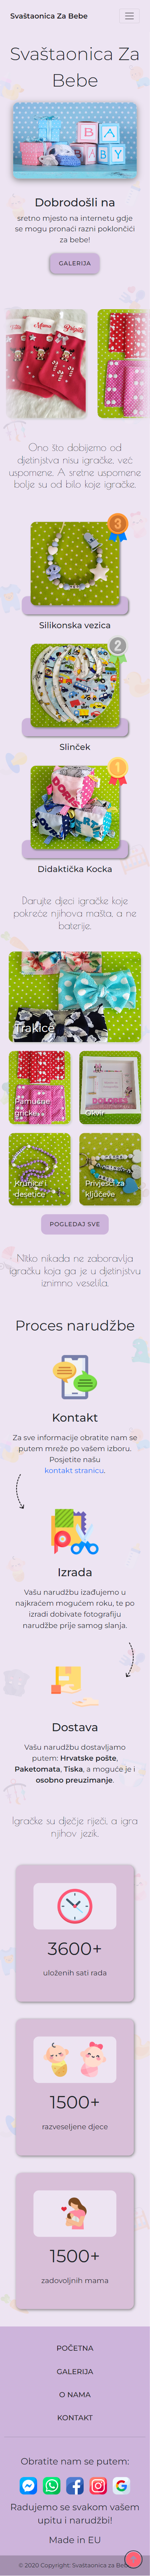 Svaštaonica Za Bebe
Svaštaonica Za
Bebe
BA
ABY
Dobrodošli na
sretno mjesto na internetu gdje
se mogu pronaći razni poklončići
za bebe!
GALERIJA
Mama
Brigita
Ono što dobijemo od
djetinjstva nisu igračke, već
uspomene. A sretne uspomene
bolje su od bilo koje igračke.
3
Silikonska vezica
2
Slinček
1
Didaktička Kocka
Darujte djeci igračke koje
pokreće njihova mašta, a ne
baterije.
Trakice
Pamučne
gricke
Okvir
Krunice i
desetice
Privjesci za
ključeve
POGLEDAJ SVE
Nitko nikada ne zaboravlja
igračku koja ga je u djetinjstvu
iznimno veselila.
Proces narudžbe
Kontakt
Za sve informacije obratite nam se
putem mreže po vašem izboru.
Posjetite našu
kontakt stranicu.
Izrada
Vašu narudžbu izađujemo u
najkraćem mogućem roku, te po
izradi dobivate fotografiju
narudžbe prije samog slanja.
Dostava
Vašu narudžbu dostavljamo
putem: Hrvatske pošte,
Paketomata, Tiska, a moguće je i
osobno preuzimanje.
Igračke su dječje riječi, a igra
njihov jezik.
3600+
uloženih sati rada
1500+
razveseljene djece
1500+
zadovoljnih mama
POČETNA
GALERIJA
O NAMA
KONTAKT
Obratite nam se putem:
Radujemo se svakom vašem
upitu i narudžbi!
Made in EU
© 2020 Copyright: Svaštaonica za Bebe